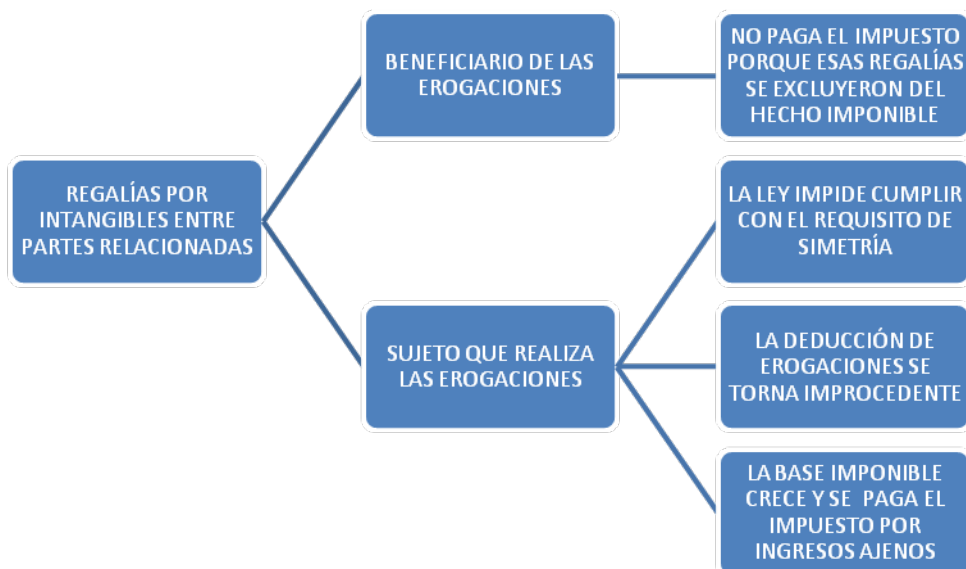 REGALÍAS POR
INTANGIBLES ENTRE
PARTES RELACIONADAS
BENEFICIARIO DE LAS
EROGACIONES
NO PAGA EL IMPUESTO
PORQUE ESAS REGALÍAS
SE EXCLUYERON DEL
HECHO IMPONIBLE
SUJETO QUE REALIZA
LAS EROGACIONES
LA LEY IMPIDE CUMPLIR
CON EL REQUISITO DE
SIMETRÍA
LA DEDUCCIÓN DE
EROGACIONES SE
TORNA IMPROCEDENTE
LA BASE IMPONIBLE
CRECE Y SE PAGA EL
IMPUESTO POR
INGRESOS AJENOS